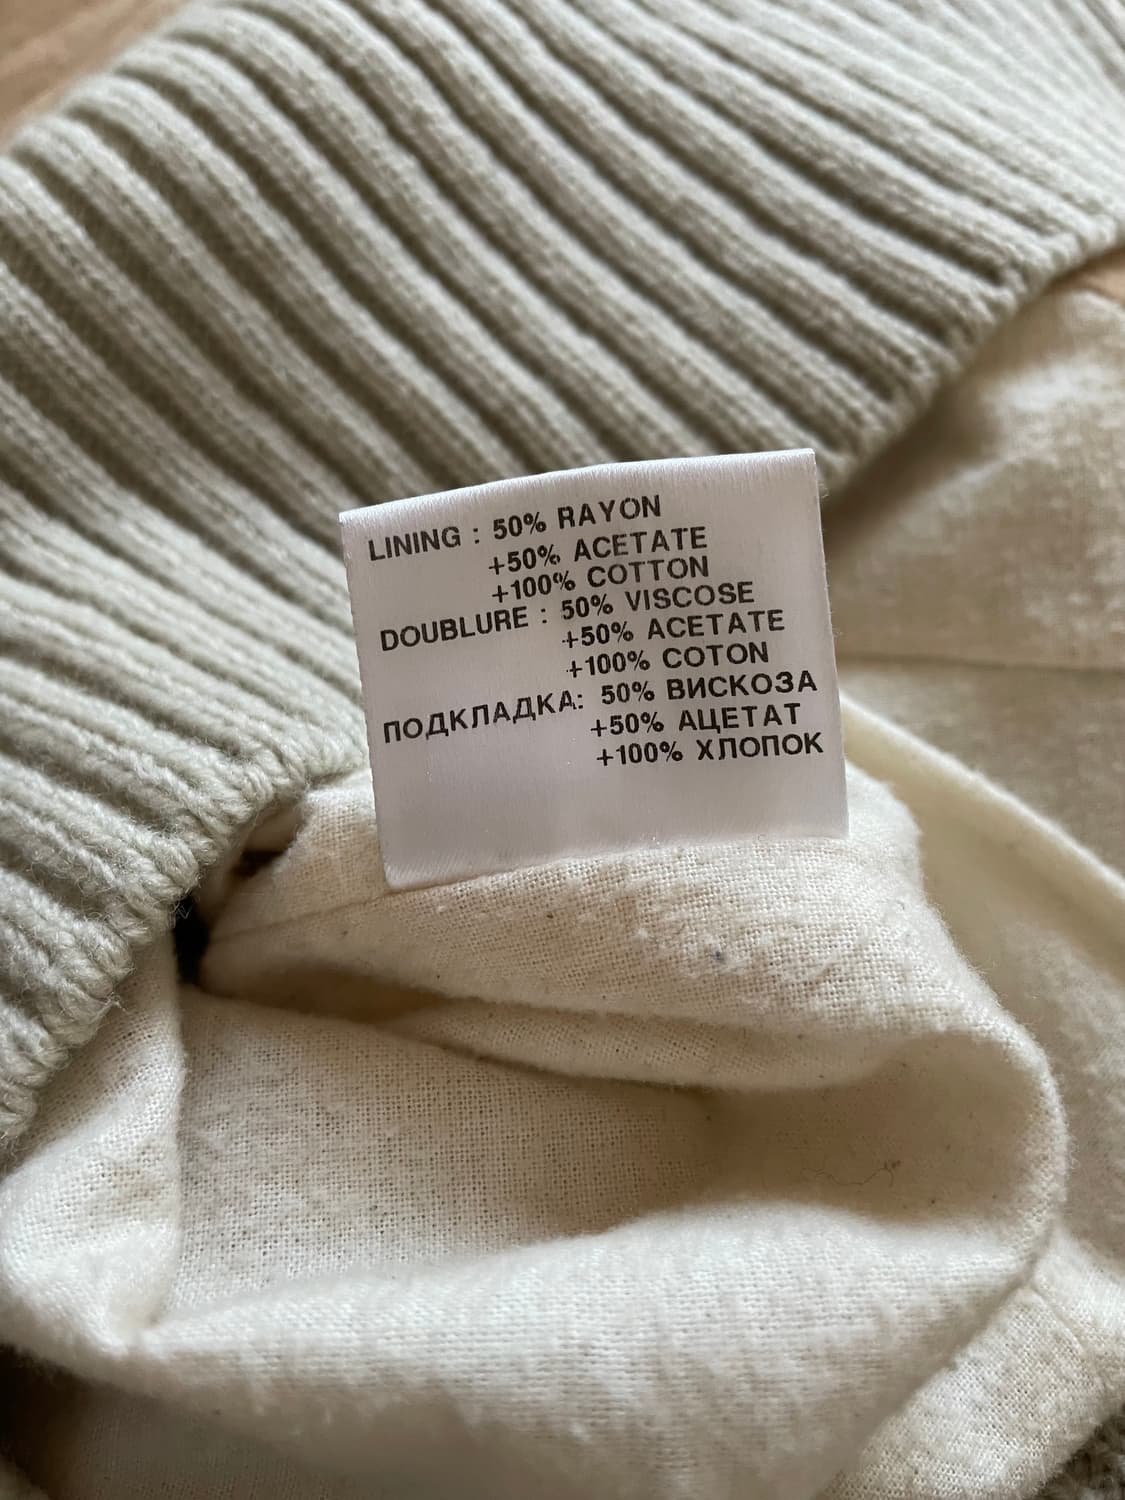 LINING : 50% RAYON
+50% ACETATE
+100% COTTON
DOUBLURE : 50% VISCOSE
+50% ACETATE
+100% COTON
ПОДКЛАДКА: 50% ВИСКОЗА
+50% АЦЕТАТ
+100% ХЛОПОК